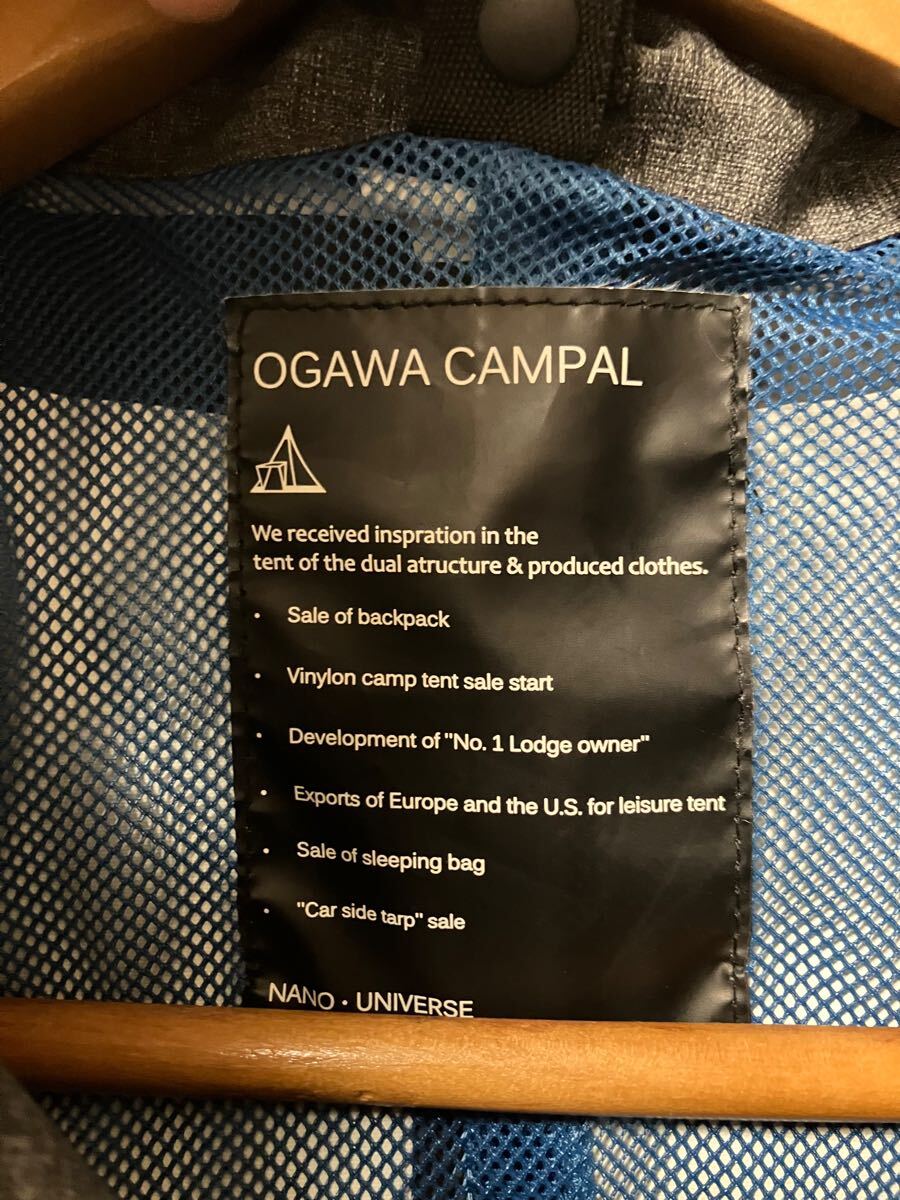 OGAWA CAMPAL
We received inspration in the
tent of the dual atructure & produced clothes.
• Sale of backpack
• Vinylon camp tent sale start
• Development of "No. 1 Lodge owner"
• Exports of Europe and the U.S. for leisure tent
• Sale of sleeping bag
• "Car side tarp" sale
NANO・UNIVERSE